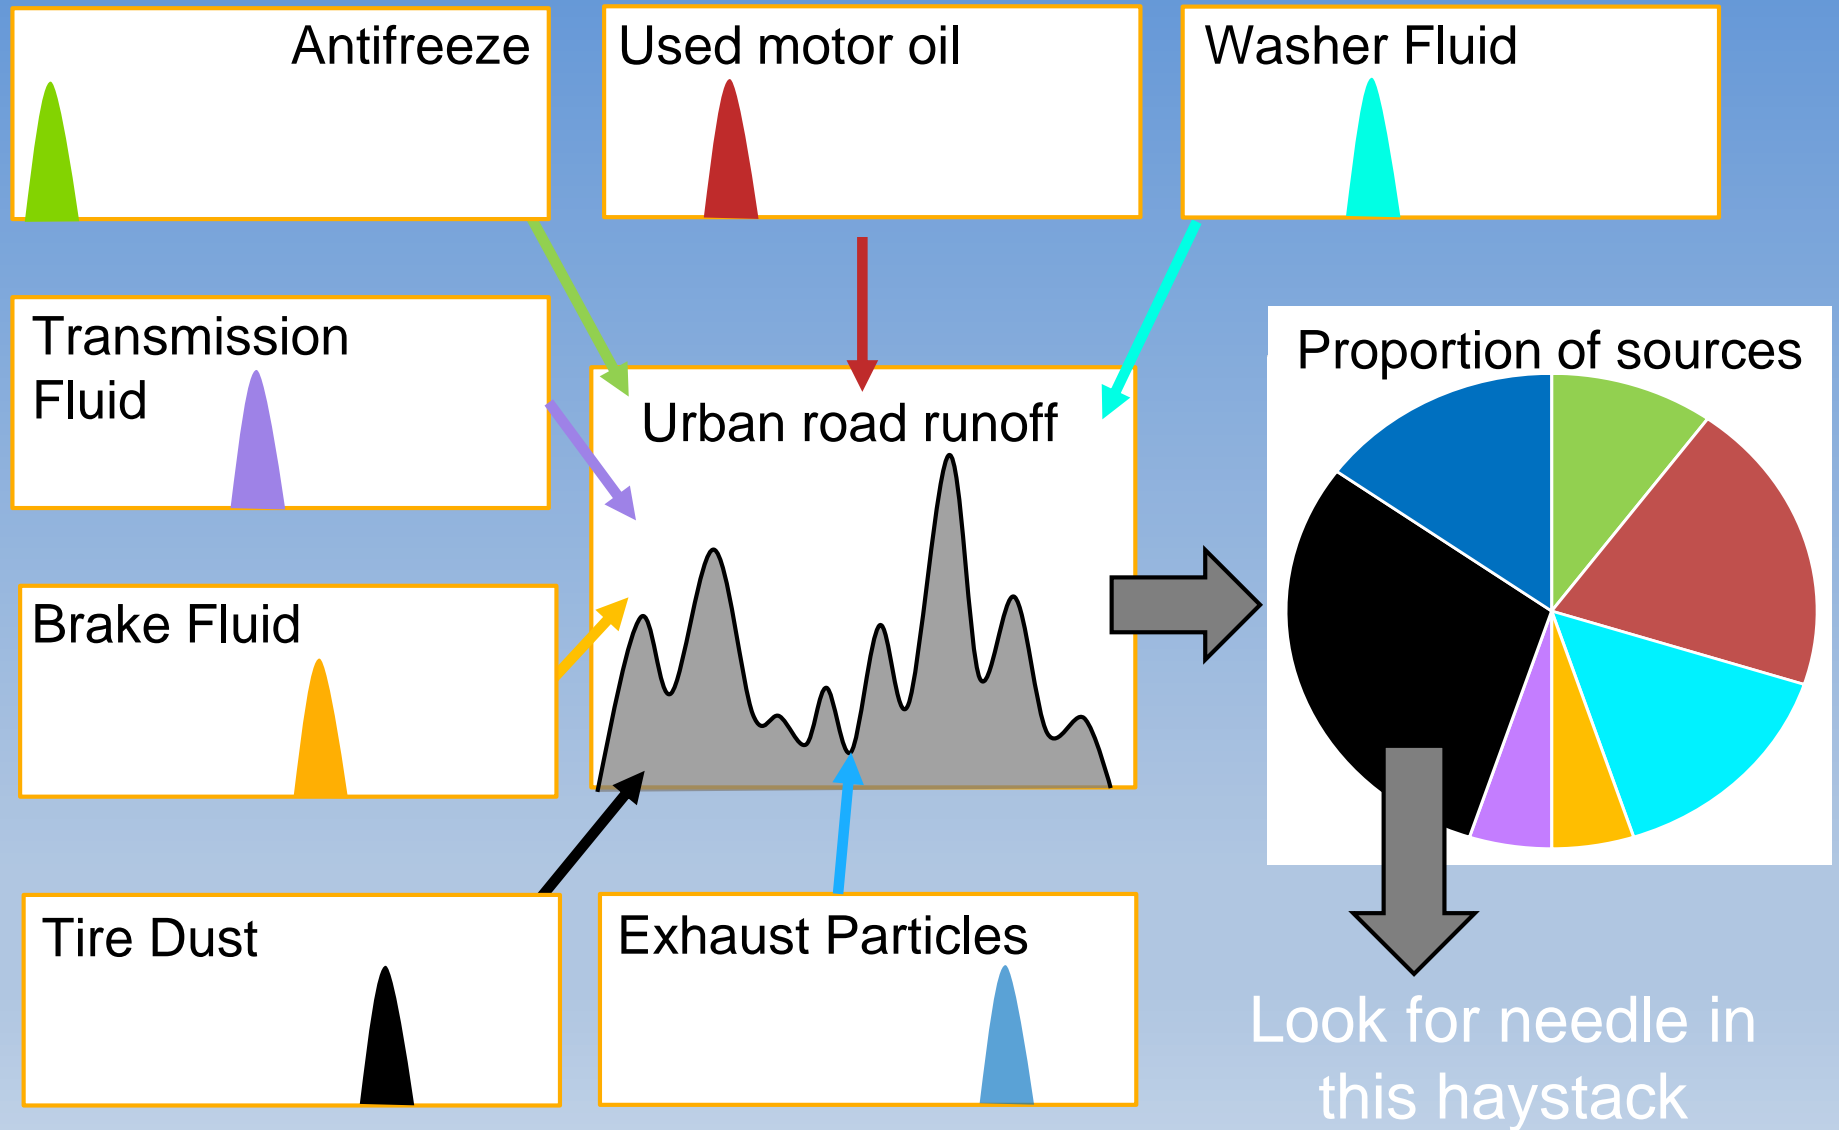 Antifreeze
Used motor oil
Washer Fluid
Transmission
Fluid
Urban road runoff
Proportion of sources
Brake Fluid
Tire Dust
Exhaust Particles
Look for needle in
this haystack